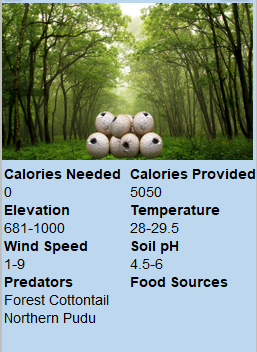 Calories Needed Calories Provided
0 5050
Elevation Temperature
681-1000 28-29.5
Wind Speed Soil pH
1-9 4.5-6
Predators Food Sources
Forest Cottontail
Northern Pudu